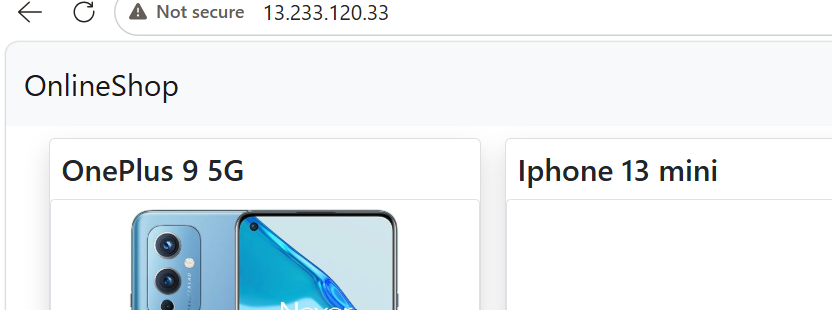 Not secure 13.233.120.33
OnlineShop
OnePlus 9 5G
Iphone 13 mini